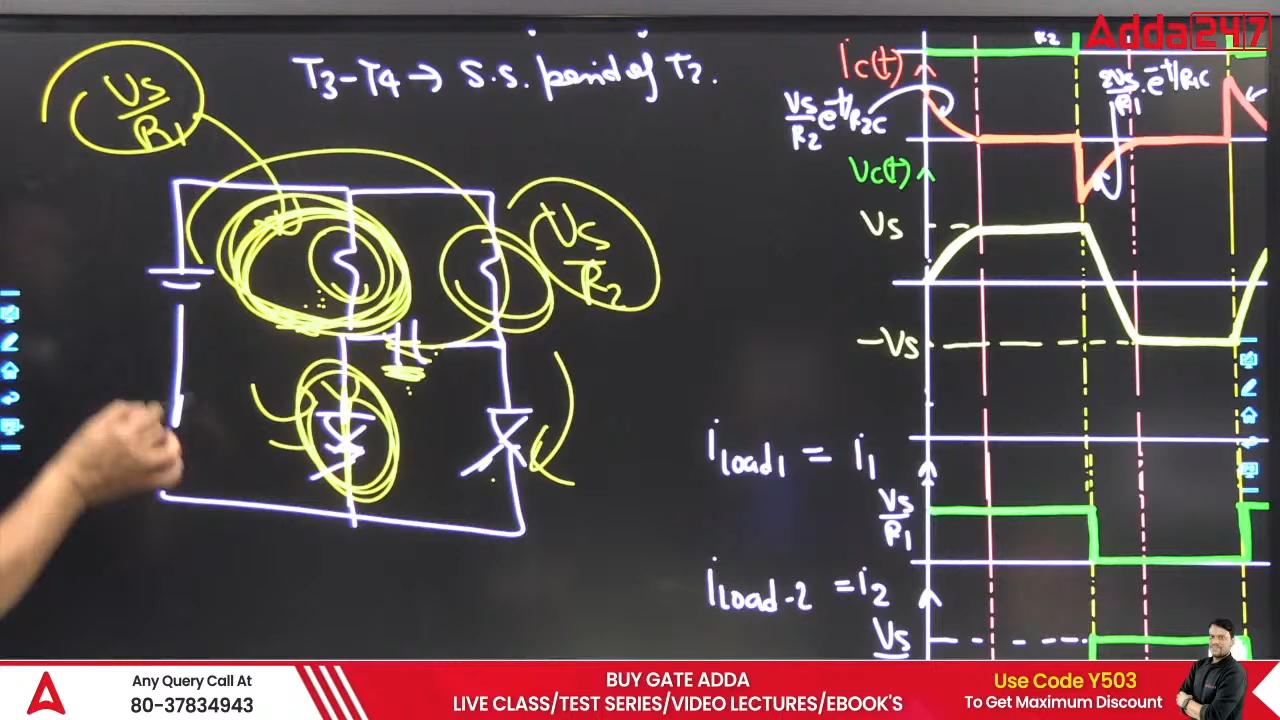 Adda247
T3-T4 → S.S. period of T2.
Vs/R1
Vs/R2
R2
ic(t)
Vs/R2 e^-t/R2C
2Vs/R1 . e^-t/R1C
Vc(t)
Vs
-Vs
iload1 = i1
Vs/R1
iload-2 = i2
Vs
Any Query Call At
80-37834943
BUY GATE ADDA
LIVE CLASS/TEST SERIES/VIDEO LECTURES/EBOOK'S
Use Code Y503
To Get Maximum Discount